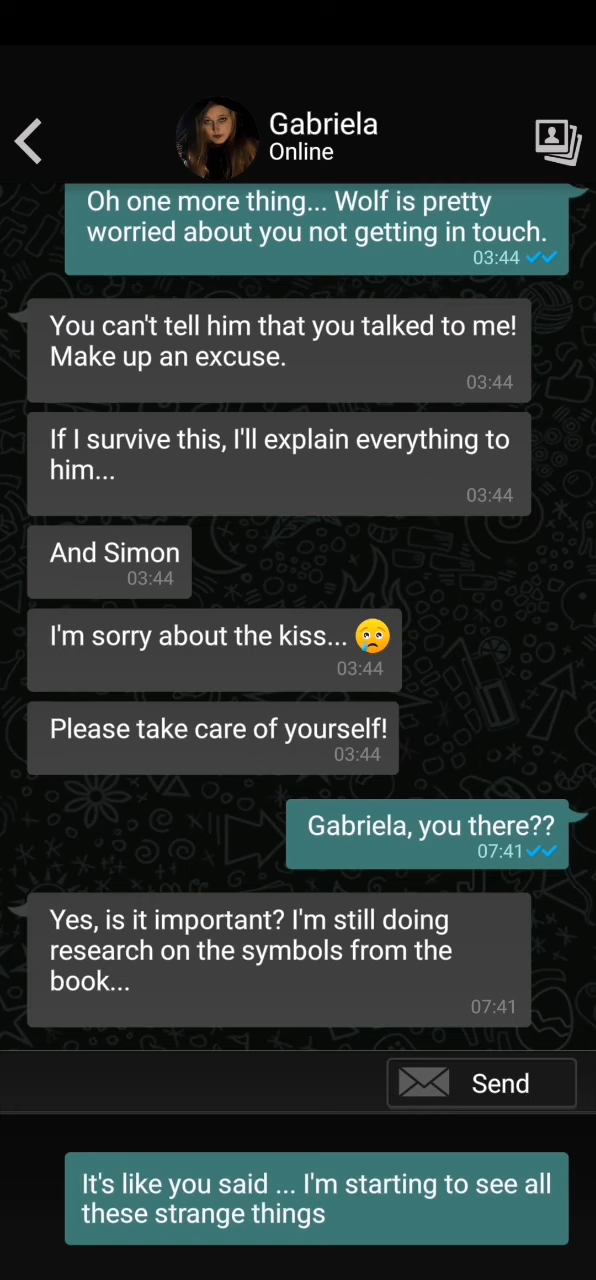 Gabriela
Online
Oh one more thing... Wolf is pretty
worried about you not getting in touch.
03:44
You can't tell him that you talked to me!
Make up an excuse.
03:44
If I survive this, I'll explain everything to
him...
03:44
And Simon
03:44
I'm sorry about the kiss... 😢
03:44
Please take care of yourself!
03:44
Gabriela, you there??
07:41
Yes, is it important? I'm still doing
research on the symbols from the
book...
07:41
Send
It's like you said ... I'm starting to see all
these strange things